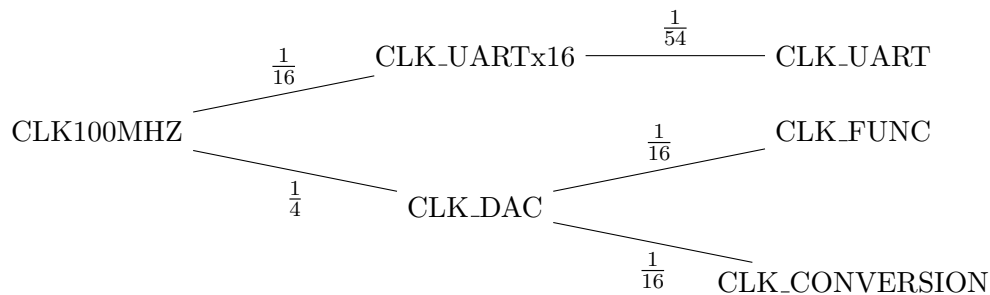 1/16
CLK_UARTx16
1/54
CLK_UART
CLK100MHZ
1/4
CLK_DAC
1/16
CLK_FUNC
1/16
CLK_CONVERSION